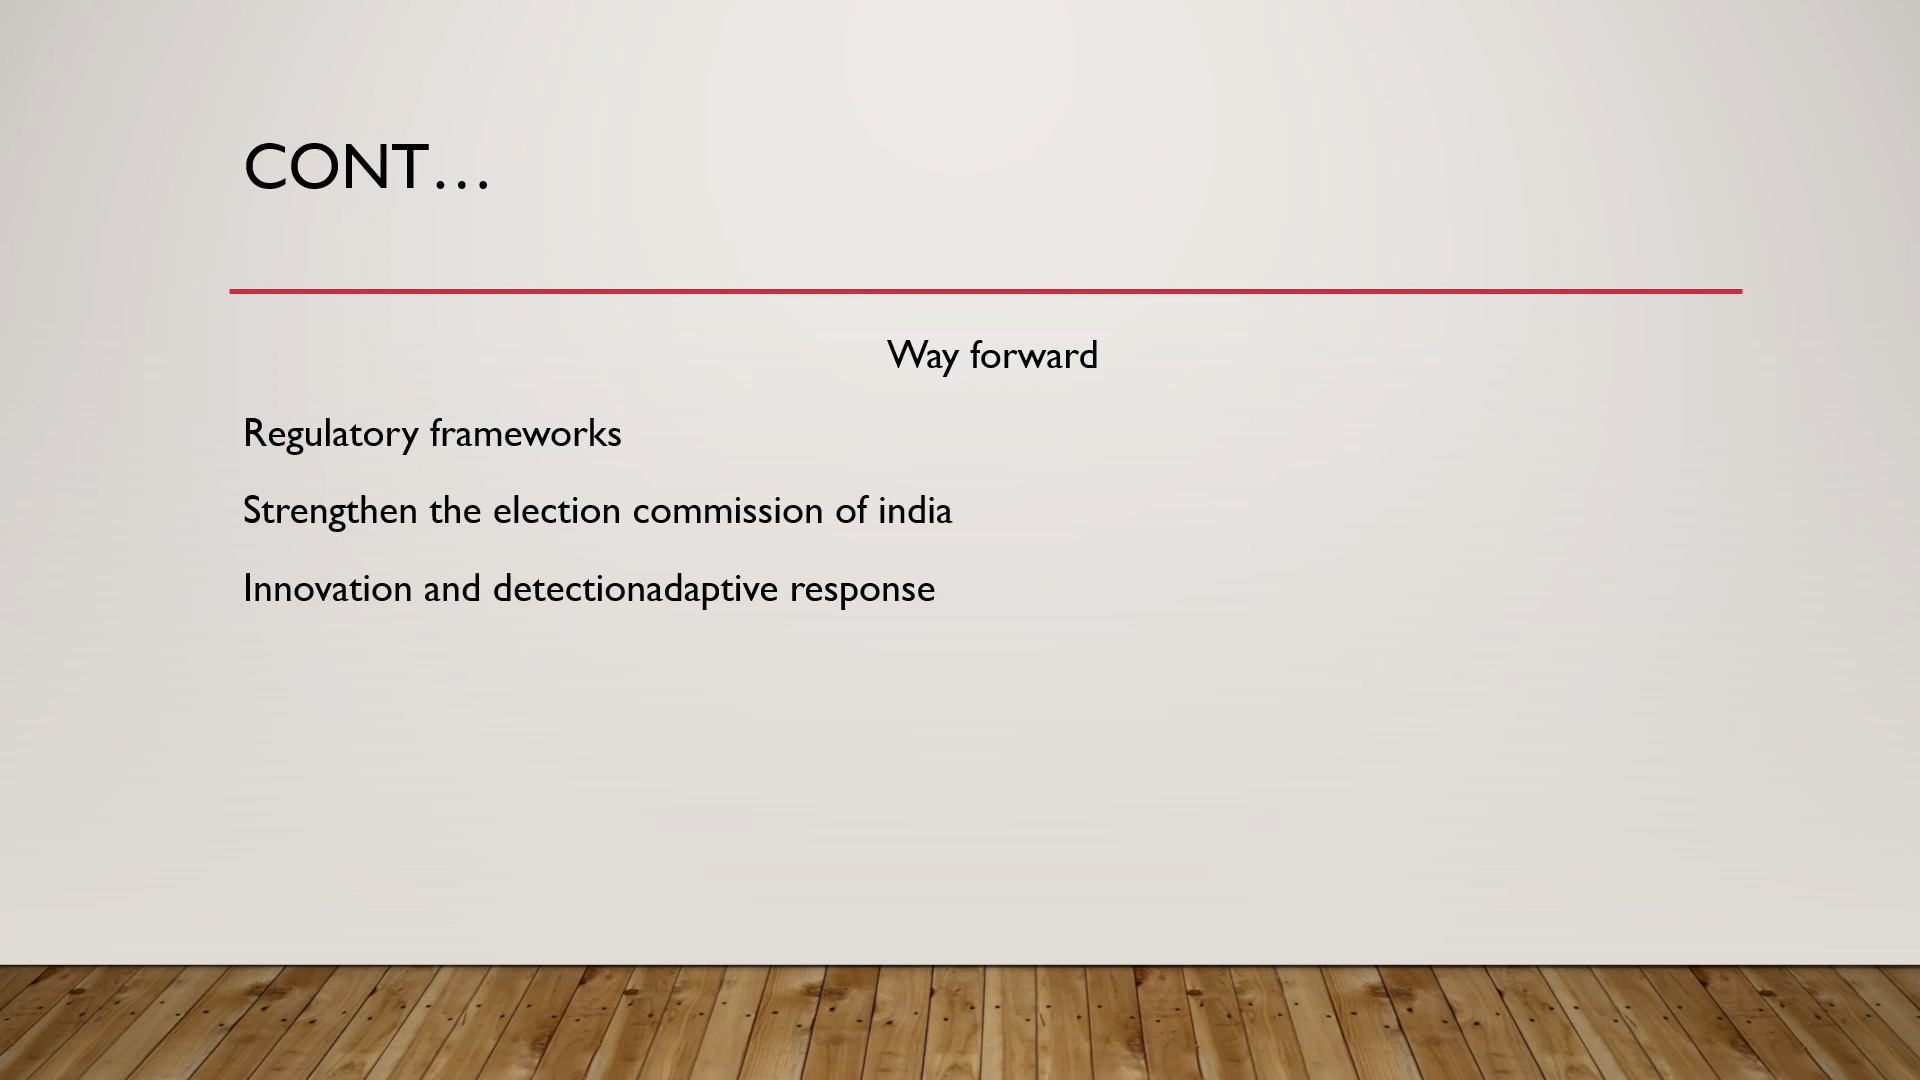 CONT...
Way forward
Regulatory frameworks
Strengthen the election commission of india
Innovation and detectionadaptive response